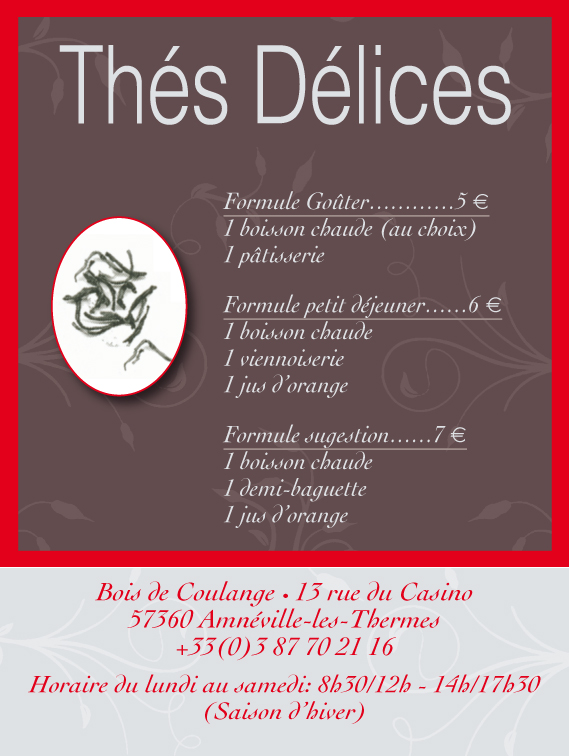 Thés Délices
Formule Goûter............5 €
1 boisson chaude (au choix)
1 pâtisserie
Formule petit déjeuner......6 €
1 boisson chaude
1 viennoiserie
1 jus d'orange
Formule sugestion......7 €
1 boisson chaude
1 demi-baguette
1 jus d'orange
Bois de Coulange • 13 rue du Casino
57360 Amnéville-les-Thermes
+33(0)3 87 70 21 16
Horaire du lundi au samedi: 8h30/12h - 14h/17h30
(Saison d'hiver)